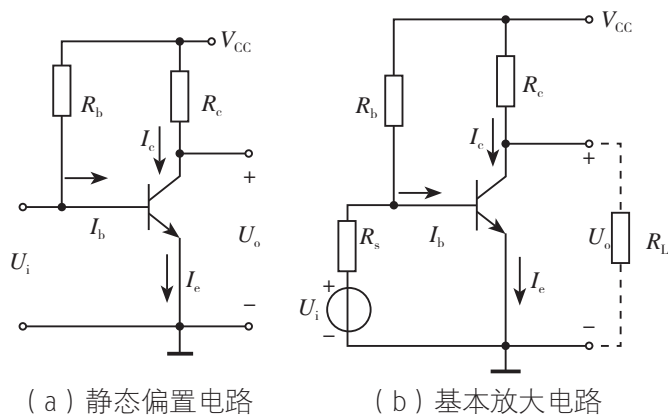 V_CC
R_b
R_c
I_c
+
I_b
U_o
U_i
I_e
−
(a)静态偏置电路
V_CC
R_c
R_b
I_c
+
R_s
I_b
U_o
R_L
+
U_i
I_e
−
−
(b)基本放大电路